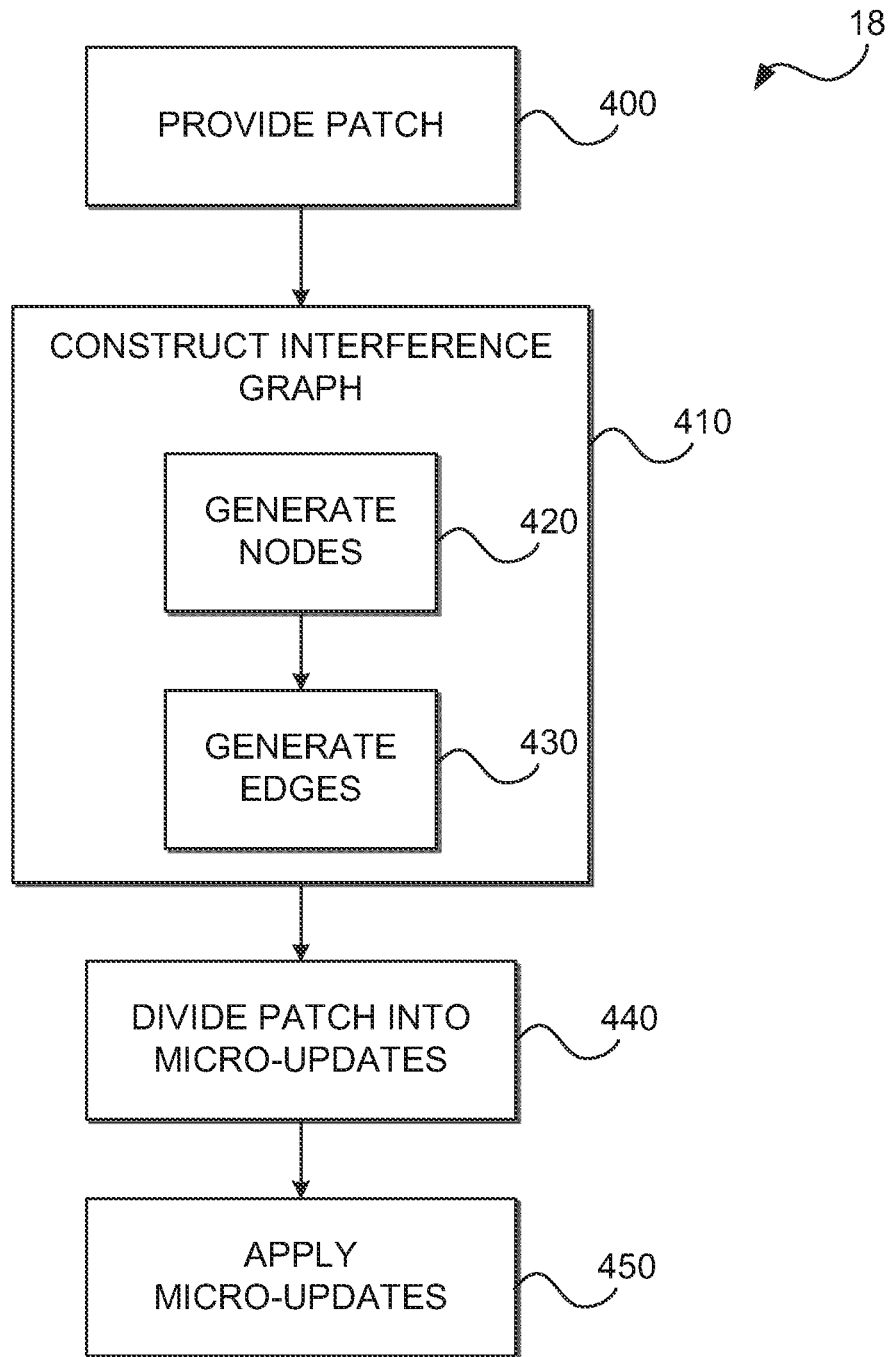 18
PROVIDE PATCH
400
CONSTRUCT INTERFERENCE
GRAPH
410
GENERATE
NODES
420
GENERATE
EDGES
430
DIVIDE PATCH INTO
MICRO-UPDATES
440
APPLY
MICRO-UPDATES
450